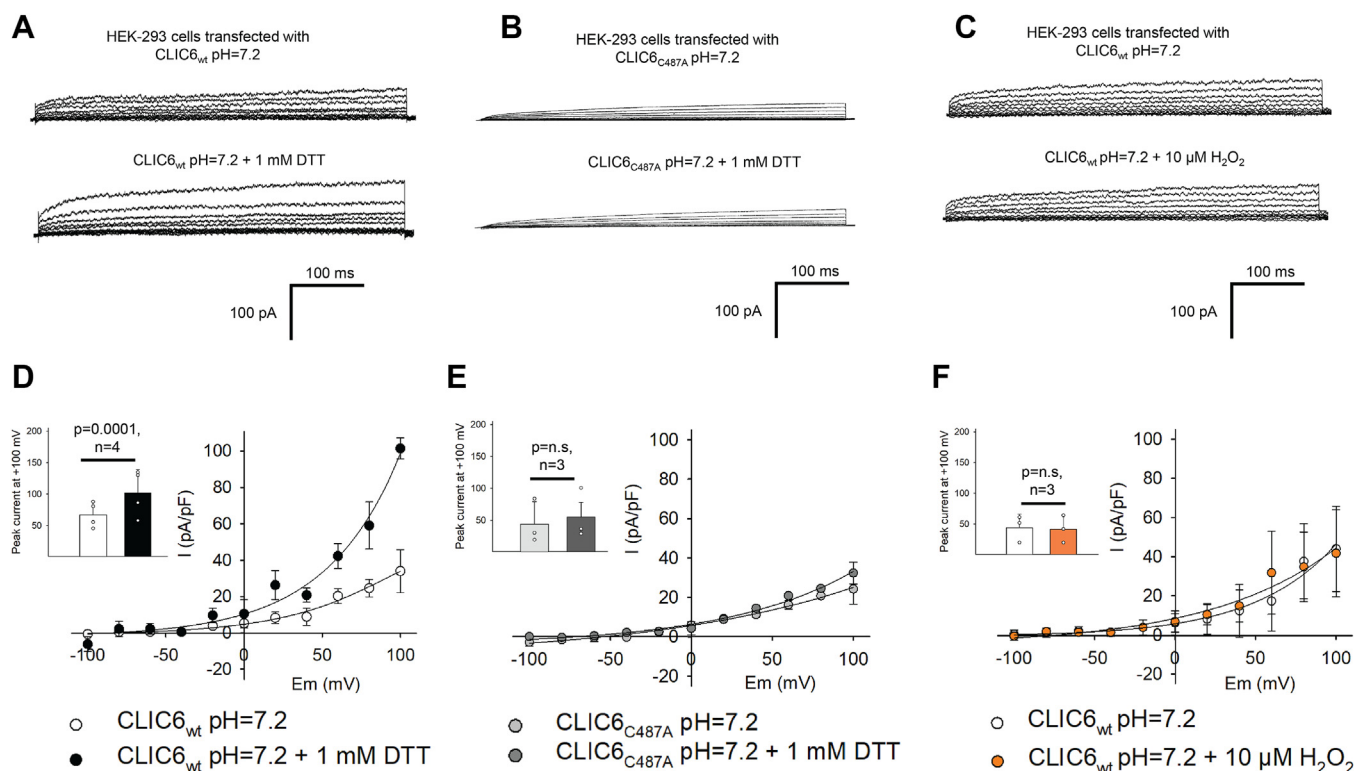 A
HEK-293 cells transfected with
CLIC6wt pH=7.2
CLIC6wt pH=7.2 + 1 mM DTT
100 ms
100 pA
B
HEK-293 cells transfected with
CLIC6C487A pH=7.2
CLIC6C487A pH=7.2 + 1 mM DTT
100 ms
100 pA
C
HEK-293 cells transfected with
CLIC6wt pH=7.2
CLIC6wt pH=7.2 + 10 µM H2O2
100 ms
100 pA
D
Peak current at +100 mV
200
150
100
50
p=0.0001,
n=4
I (pA/pF)
100
80
60
40
20
0
-20
-100
-50
0
50
100
Em (mV)
CLIC6wt pH=7.2
CLIC6wt pH=7.2 + 1 mM DTT
E
Peak current at +100 mV
200
150
100
50
p=n.s,
n=3
I (pA/pF)
100
80
60
40
20
0
-20
-100
-50
0
50
100
Em (mV)
CLIC6C487A pH=7.2
CLIC6C487A pH=7.2 + 1 mM DTT
F
Peak current at +100 mV
200
150
100
50
p=n.s,
n=3
I (pA/pF)
100
80
60
40
20
0
-20
-100
-50
0
50
100
Em (mV)
CLIC6wt pH=7.2
CLIC6wt pH=7.2 + 10 µM H2O2